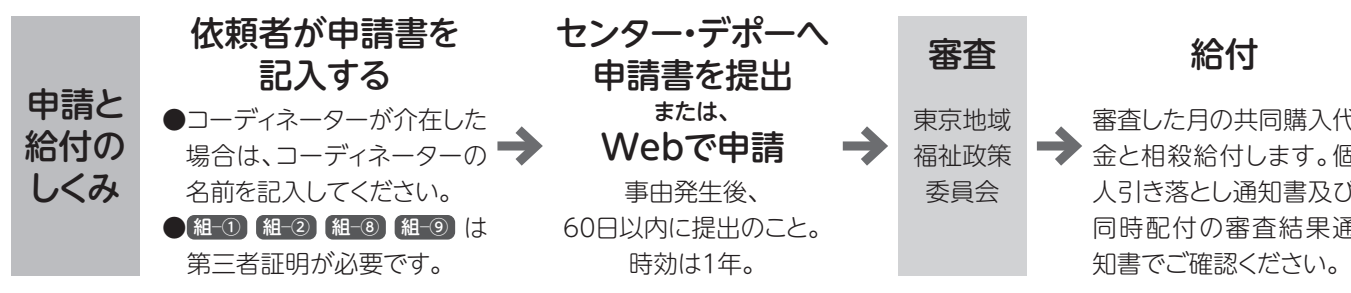 申請と
給付の
しくみ
依頼者が申請書を
記入する
●コーディネーターが介在した
場合は、コーディネーターの
名前を記入してください。
●組-① 組-② 組-⑧ 組-⑨ は
第三者証明が必要です。
センター・デポーへ
申請書を提出
または、
Webで申請
事由発生後、
60日以内に提出のこと。
時効は1年。
審査
東京地域
福祉政策
委員会
給付
審査した月の共同購入代
金と相殺給付します。個
人引き落とし通知書及び
同時配付の審査結果通
知書でご確認ください。